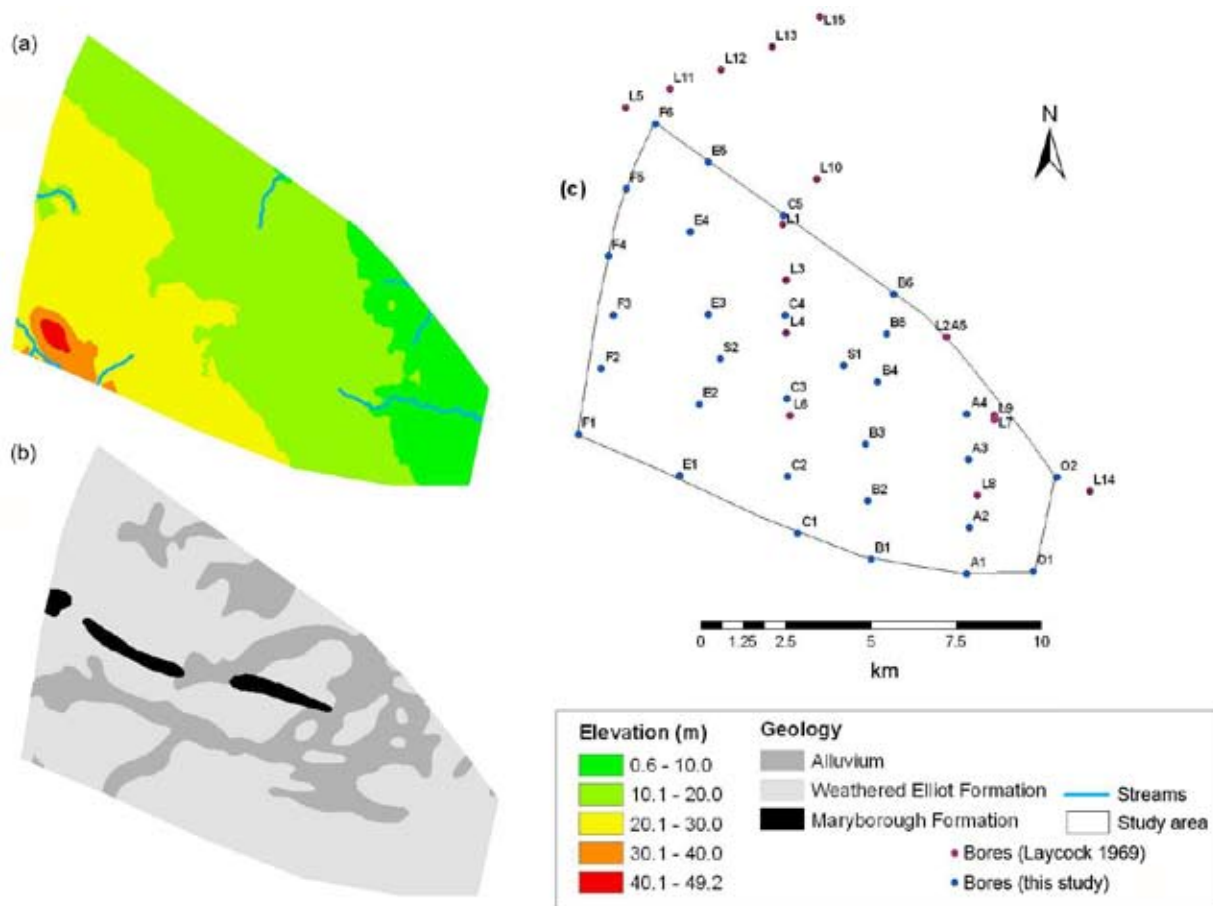 (a)
(b)
(c)
N
L15
L13
L12
L11
L5
F6
E5
L10
F5
C5
L1
E4
F4
L3
B6
F3
E3
C4
L4
B5
L2A5
S2
S1
F2
B4
E2
C3
L6
A4
L9
L7
F1
B3
A3
E1
C2
O2
L8
L14
B2
A2
C1
B1
A1
O1
0 1.25 2.5 5 7.5 10
km
Elevation (m)
0.6 - 10.0
10.1 - 20.0
20.1 - 30.0
30.1 - 40.0
40.1 - 49.2
Geology
Alluvium
Weathered Elliot Formation
Maryborough Formation
Streams
Study area
Bores (Laycock 1969)
Bores (this study)